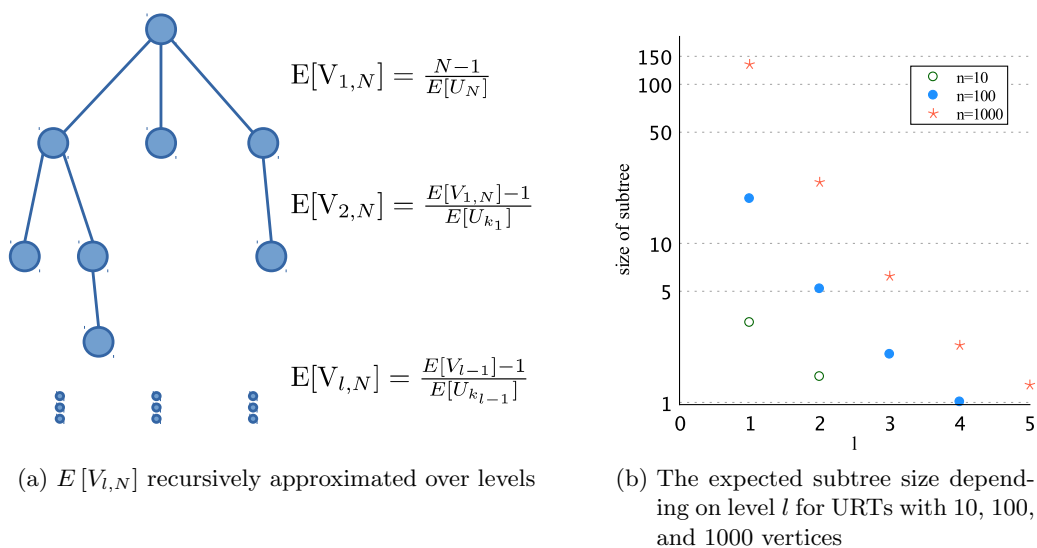 E[V_{1,N}] = \frac{N-1}{E[U_N]}
E[V_{2,N}] = \frac{E[V_{1,N}]-1}{E[U_{k_1}]}
E[V_{l,N}] = \frac{E[V_{l-1}]-1}{E[U_{k_{l-1}}]}
(a) E [V_{l,N}] recursively approximated over levels
size of subtree
150
100
50
10
5
1
0 1 2 3 4 5
l
n=10
n=100
n=1000
(b) The expected subtree size depend-
ing on level l for URTs with 10, 100,
and 1000 vertices